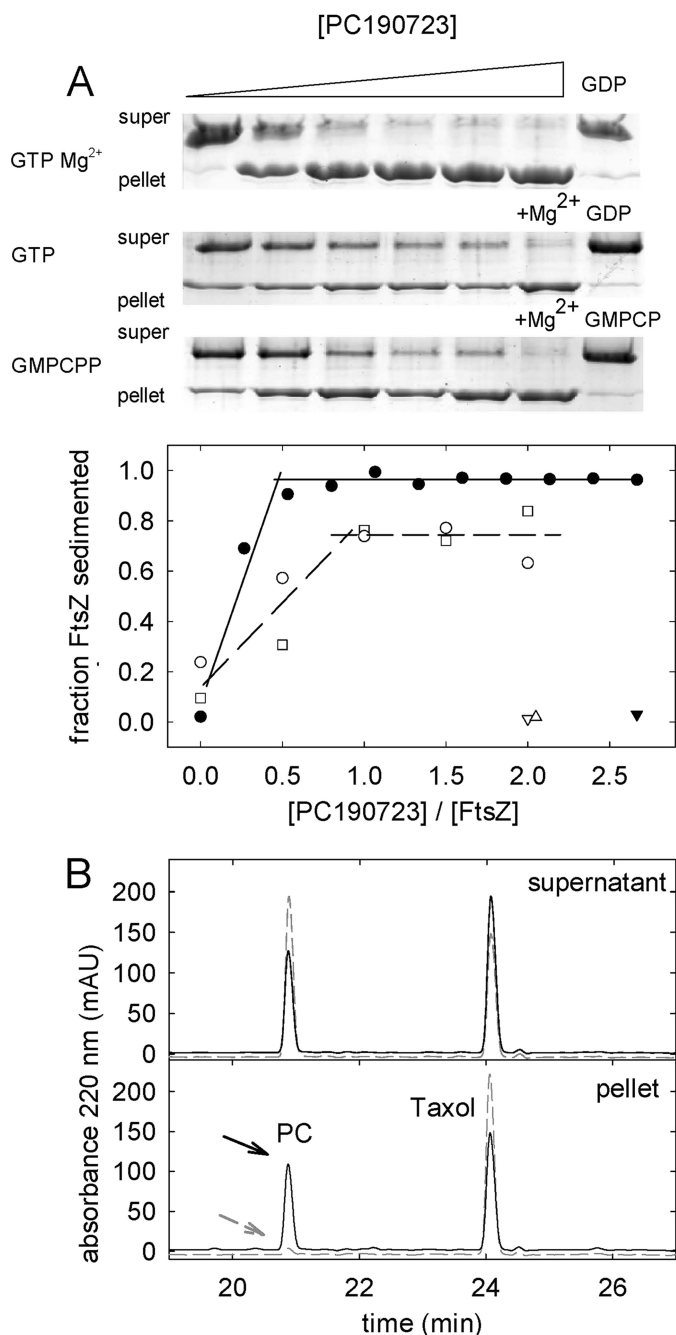 [PC190723]
A
GDP
super
GTP Mg2+
pellet
+Mg2+ GDP
super
GTP
pellet
+Mg2+ GMPCP
super
GMPCPP
pellet
1.0
0.8
0.6
0.4
0.2
0.0
fraction FtsZ sedimented
0.0 0.5 1.0 1.5 2.0 2.5
[PC190723] / [FtsZ]
B
200
150
100
50
0
supernatant
200
150
100
50
0
Taxol
pellet
PC
absorbance 220 nm (mAU)
20 22 24 26
time (min)